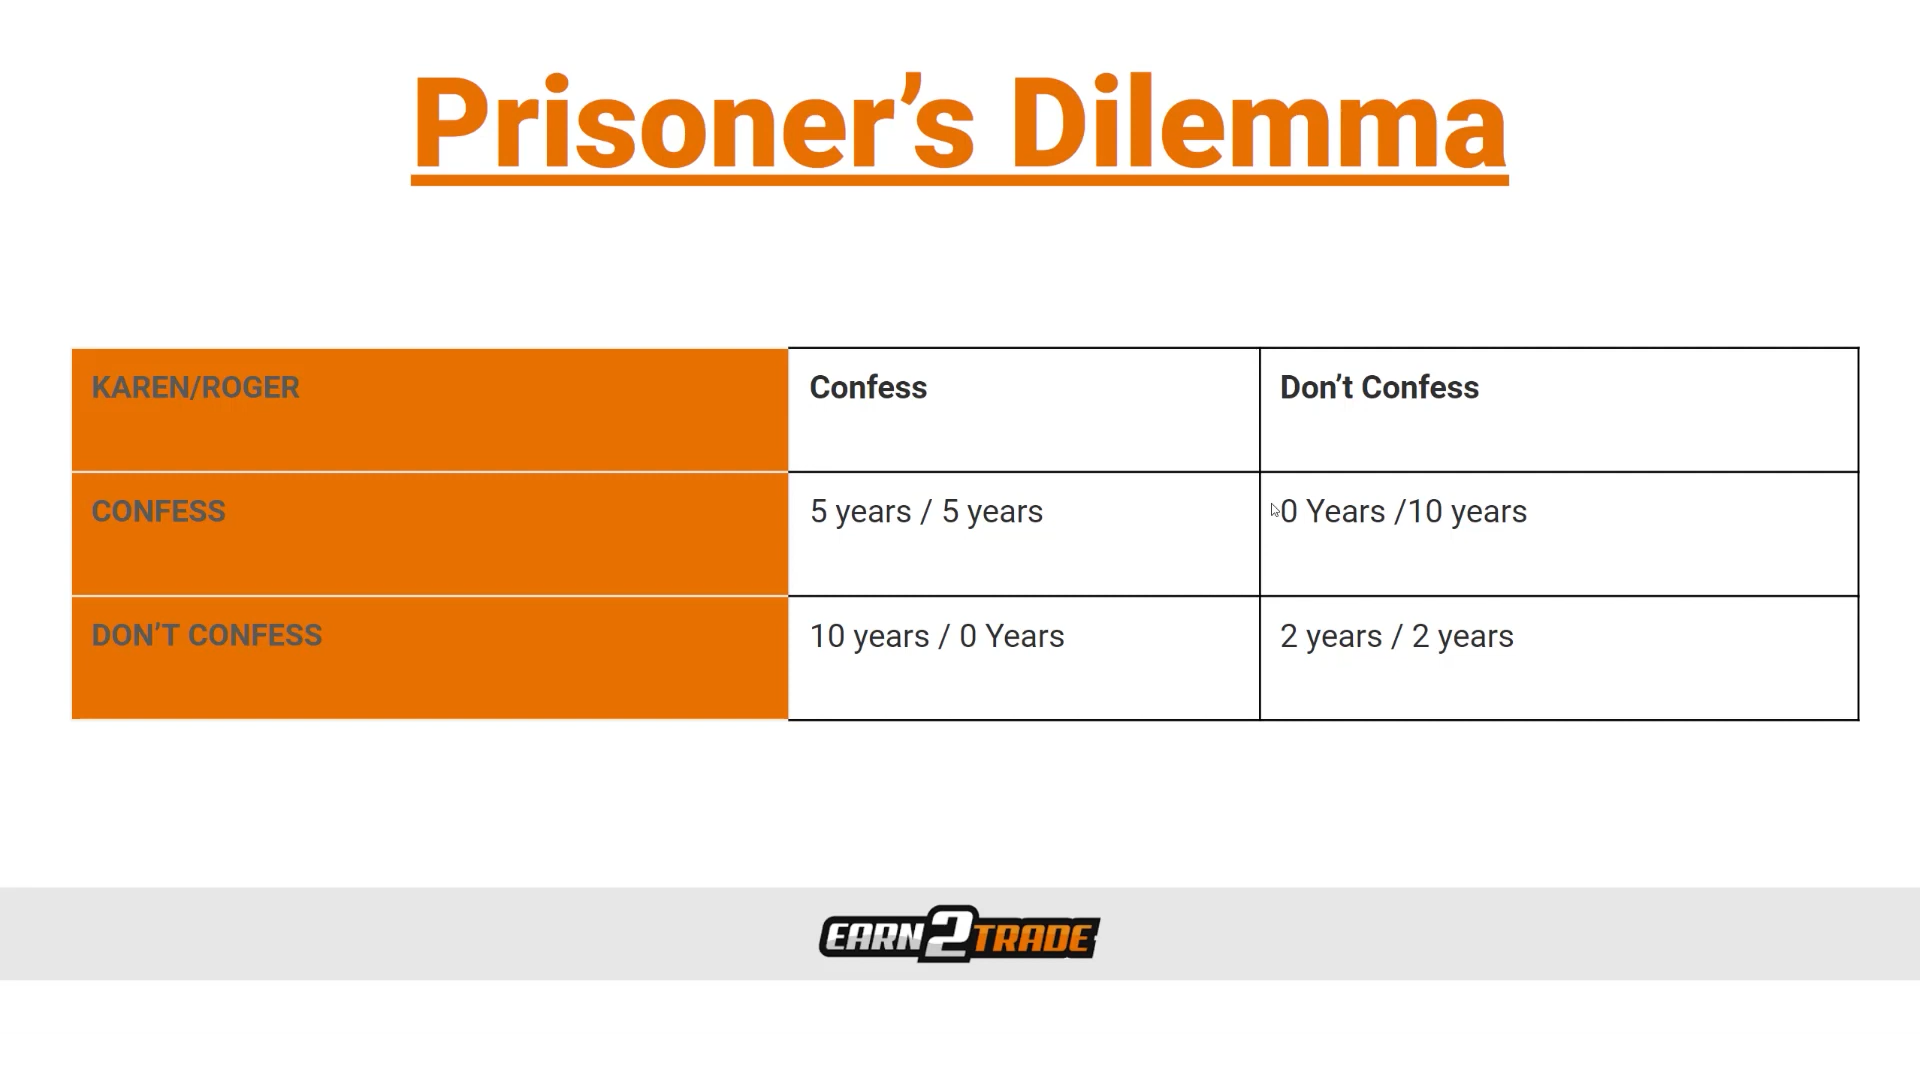 Prisoner’s Dilemma
KAREN/ROGER
Confess
Don’t Confess
CONFESS
5 years / 5 years
0 Years /10 years
DON’T CONFESS
10 years / 0 Years
2 years / 2 years
EARN2TRADE